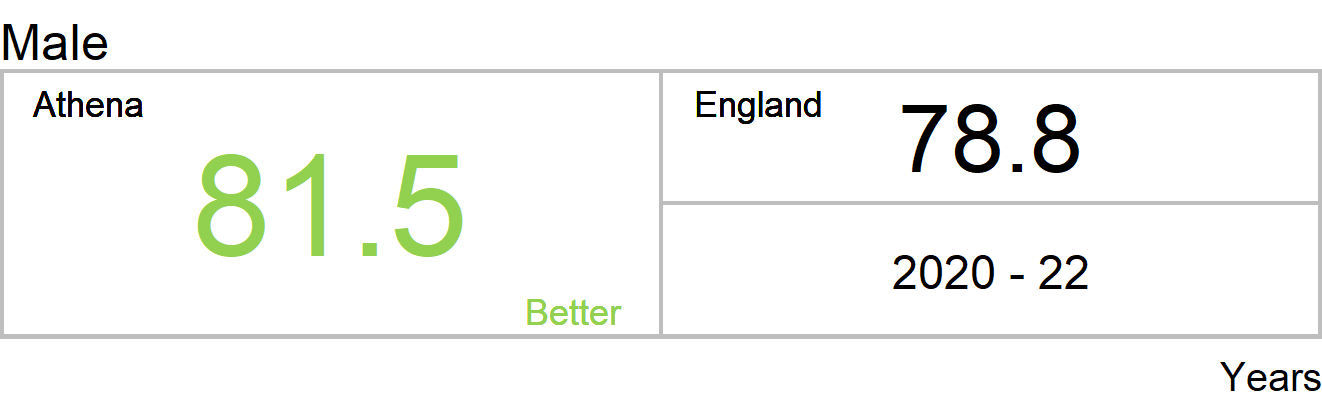 Male
Athena
81.5
Better
England
78.8
2020 - 22
Years